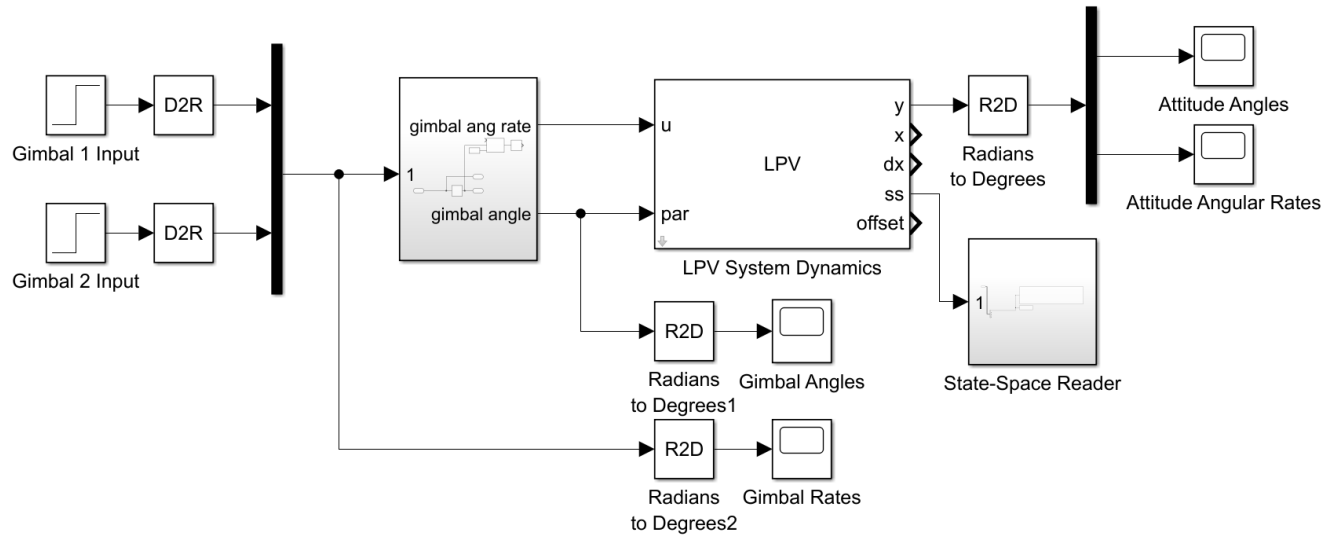 D2R
Gimbal 1 Input
D2R
Gimbal 2 Input
gimbal ang rate
1
gimbal angle
u
par
LPV
y
x
dx
ss
offset
LPV System Dynamics
R2D
Radians
to Degrees
Attitude Angles
Attitude Angular Rates
1
State-Space Reader
R2D
Radians
to Degrees1
Gimbal Angles
R2D
Radians
to Degrees2
Gimbal Rates